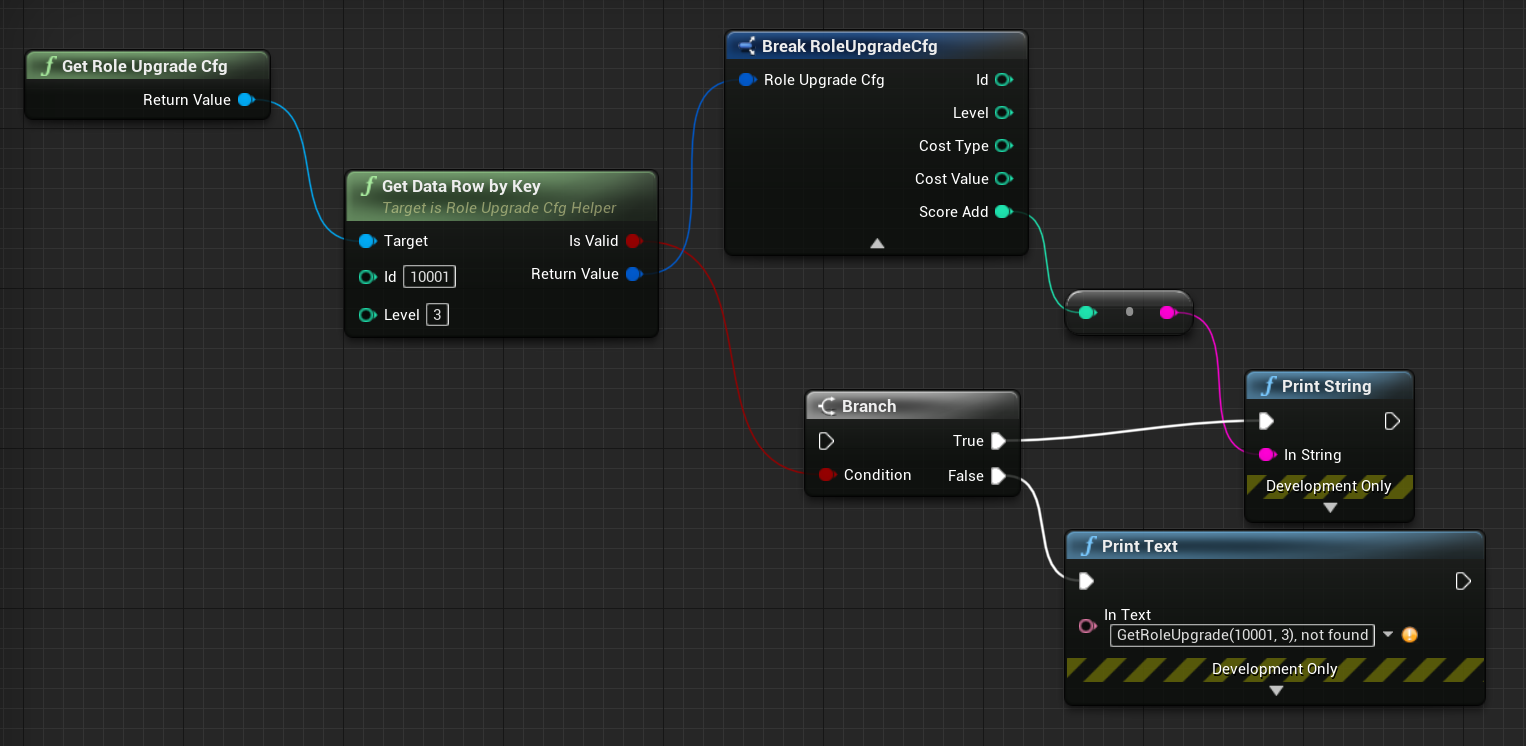 Get Role Upgrade Cfg
Return Value
Get Data Row by Key
Target is Role Upgrade Cfg Helper
Target
Is Valid
Id 10001
Return Value
Level 3
Break RoleUpgradeCfg
Role Upgrade Cfg
Id
Level
Cost Type
Cost Value
Score Add
Branch
True
Condition
False
Print String
In String
Development Only
Print Text
In Text
GetRoleUpgrade(10001, 3), not found
Development Only